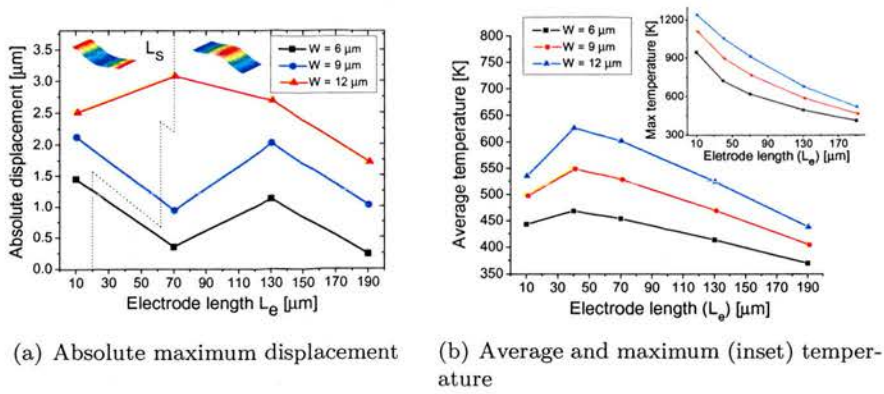 3.5
3.0
2.5
2.0
1.5
1.0
0.5
0.0
Absolute displacement [μm]
L_S
W = 6 μm
W = 9 μm
W = 12 μm
10 30 50 70 90 110 130 150 170 190
Electrode length L_e [μm]
(a) Absolute maximum displacement
800
750
700
650
600
550
500
450
400
350
Average temperature [K]
W = 6 μm
W = 9 μm
W = 12 μm
1200
900
600
300
Max temperature [K]
10 50 90 130 170
Eletrode length (L_e) [μm]
10 30 50 70 90 110 130 150 170 190
Electrode length (L_e) [μm]
(b) Average and maximum (inset) temper-
ature